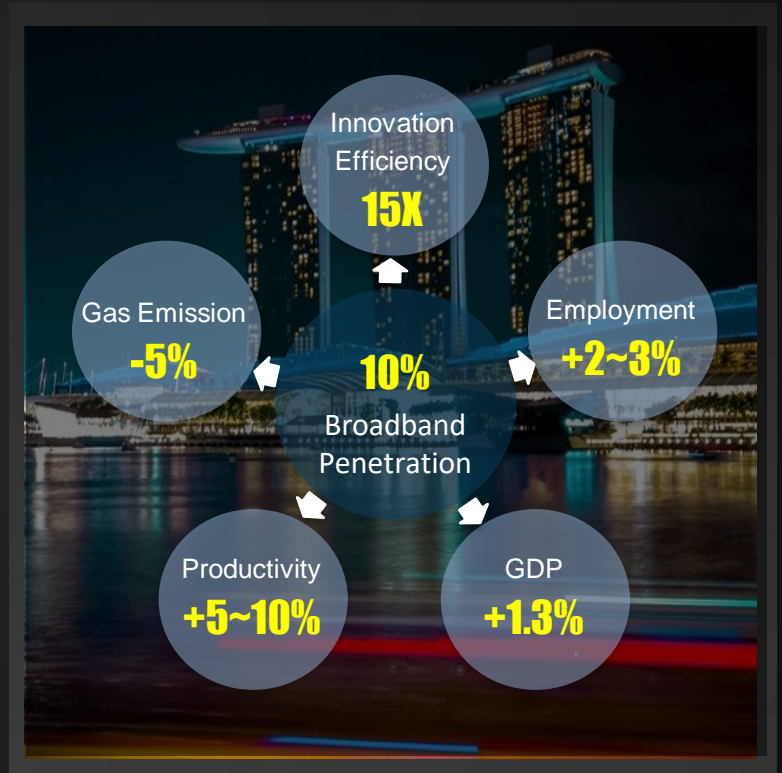 Innovation
Efficiency
15X
Gas Emission
-5%
Employment
+2~3%
10%
Broadband
Penetration
Productivity
+5~10%
GDP
+1.3%